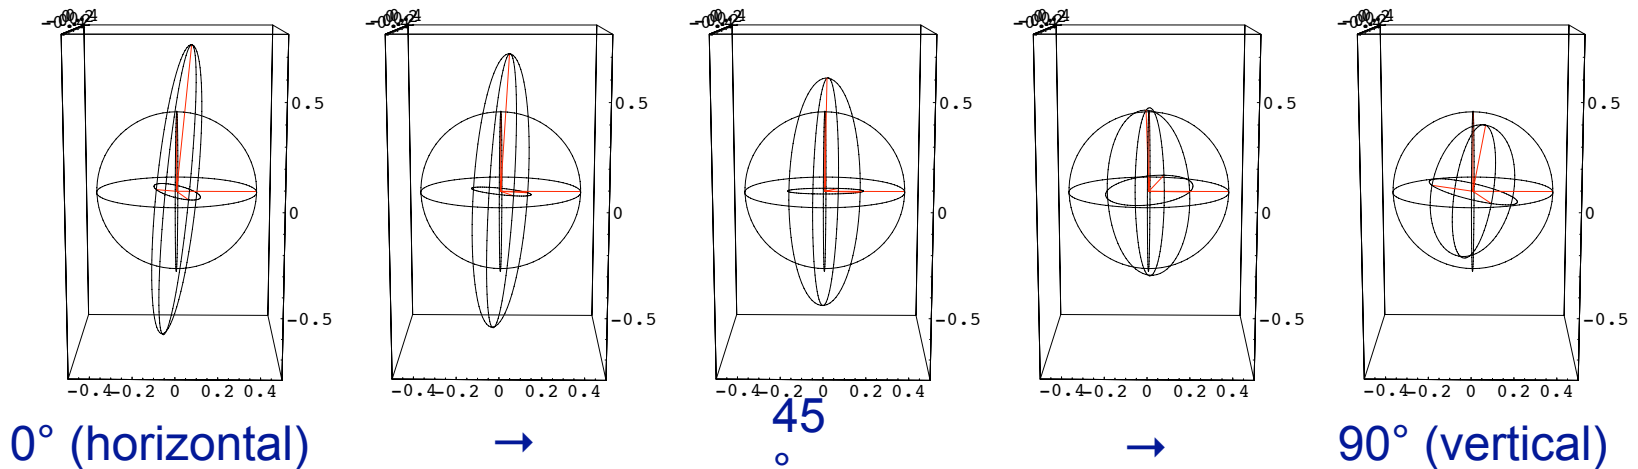 0.5 0.5 0.5 0.5 0.5
0 0 0 0 0
-0.5 -0.5 -0.5 -0.5 -0.5
-0.4 -0.2 0 0.2 0.4 -0.4 -0.2 0 0.2 0.4 -0.4 -0.2 0 0.2 0.4 -0.4 -0.2 0 0.2 0.4 -0.4 -0.2 0 0.2 0.4
0° (horizontal) → 45 → 90° (vertical)
°